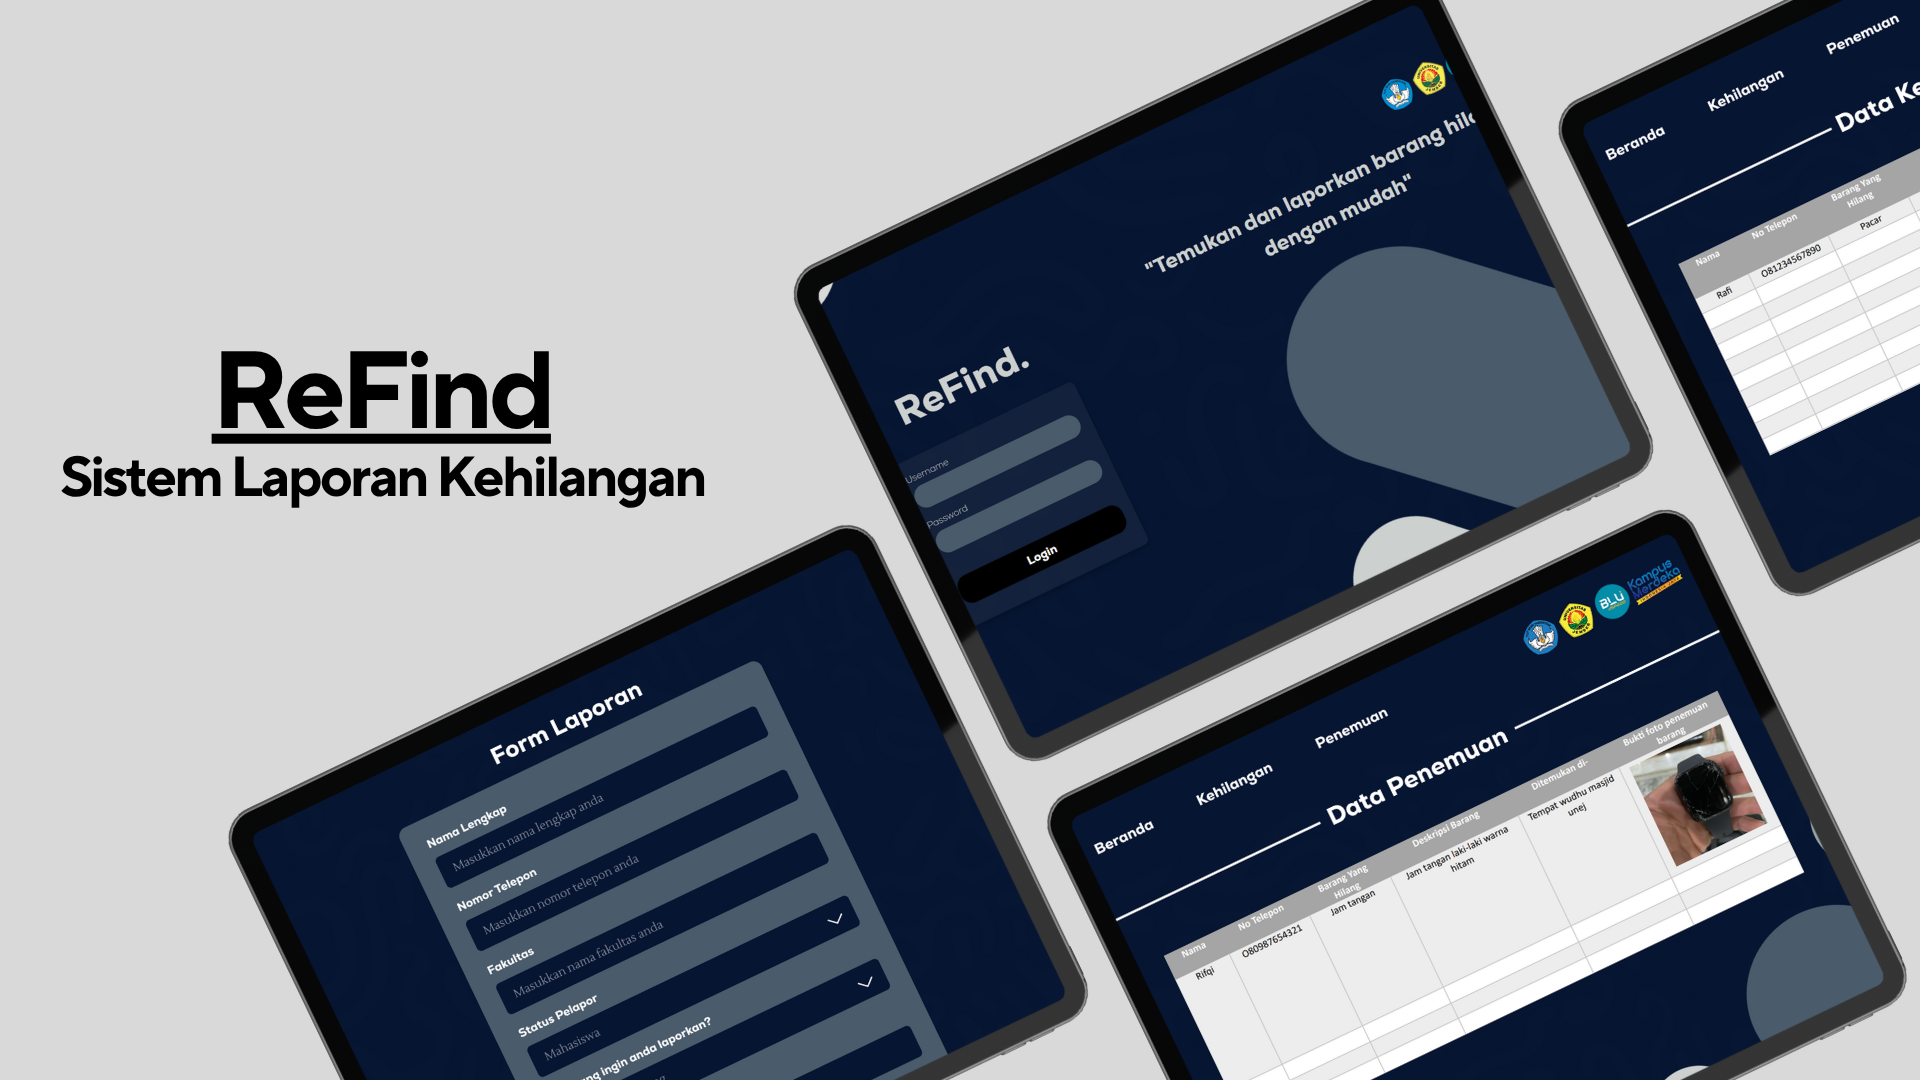 ReFind
Sistem Laporan Kehilangan
"Temukan dan laporkan barang hila
dengan mudah"
ReFind.
Username
Password
Login
Beranda
Kehilangan
Penemuan
Data Ke
Nama
No Telepon
Barang Yang
Hilang
Rafi
081234567890
Pacar
Form Laporan
Nama Lengkap
Masukkan nama lengkap anda
Nomor Telepon
Masukkan nomor telepon anda
Fakultas
Masukkan nama fakultas anda
Status Pelapor
Mahasiswa
ng ingin anda laporkan?
BLU
Kampus
Merdeka
Beranda
Kehilangan
Penemuan
Data Penemuan
Nama
No Telepon
Barang Yang
Hilang
Deskripsi Barang
Ditemukan di-
Bukti foto penemuan
barang
Rifqi
080987654321
Jam tangan
Jam tangan laki-laki warna
hitam
Tempat wudhu masjid
unej